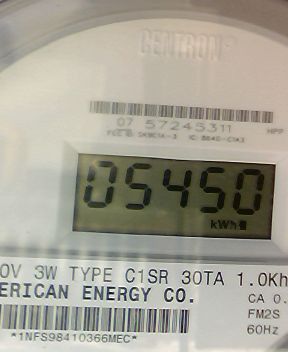 CENTRON
07 57245311
HPP
05450
kWh
0V 3W TYPE C1SR 30TA 1.0Kh
ERICAN ENERGY CO.
CA 0.
FM2S
*1NFS98410366MEC*
60Hz